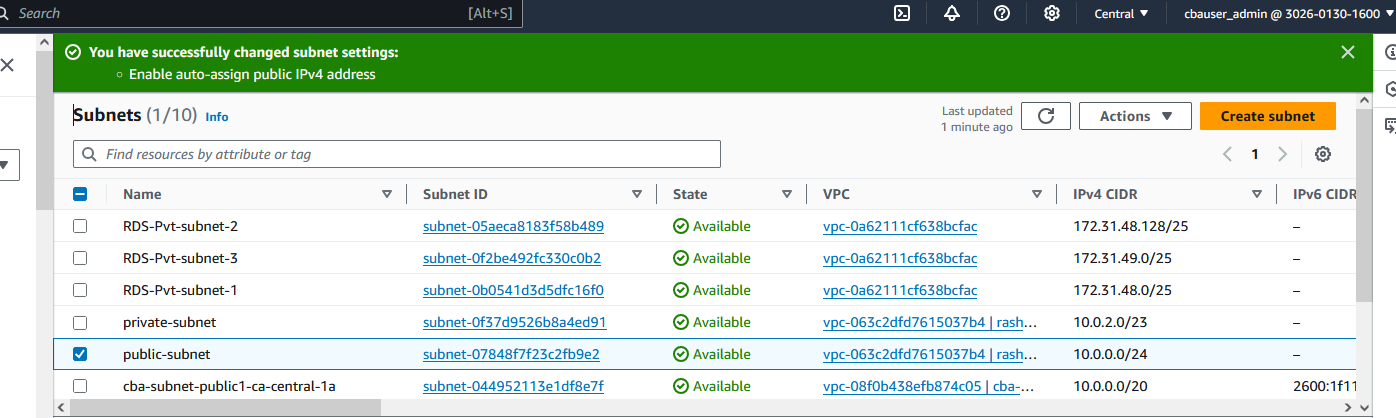 Search [Alt+S] Central cbauser_admin @ 3026-0130-1600
You have successfully changed subnet settings:
Enable auto-assign public IPv4 address
Subnets (1/10) Info Last updated 1 minute ago Actions Create subnet
Find resources by attribute or tag 1
Name Subnet ID State VPC IPv4 CIDR IPv6 CIDR
RDS-Pvt-subnet-2 subnet-05aeca8183f58b489 Available vpc-0a62111cf638bcfac 172.31.48.128/25 –
RDS-Pvt-subnet-3 subnet-0f2be492fc330c0b2 Available vpc-0a62111cf638bcfac 172.31.49.0/25 –
RDS-Pvt-subnet-1 subnet-0b0541d3d5dfc16f0 Available vpc-0a62111cf638bcfac 172.31.48.0/25 –
private-subnet subnet-0f37d9526b8a4ed91 Available vpc-063c2dfd7615037b4 | rash... 10.0.2.0/23 –
public-subnet subnet-07848f7f23c2fb9e2 Available vpc-063c2dfd7615037b4 | rash... 10.0.0.0/24 –
cba-subnet-public1-ca-central-1a subnet-044952113e1df8e7f Available vpc-08f0b438efb874c05 | cba-... 10.0.0.0/20 2600:1f11